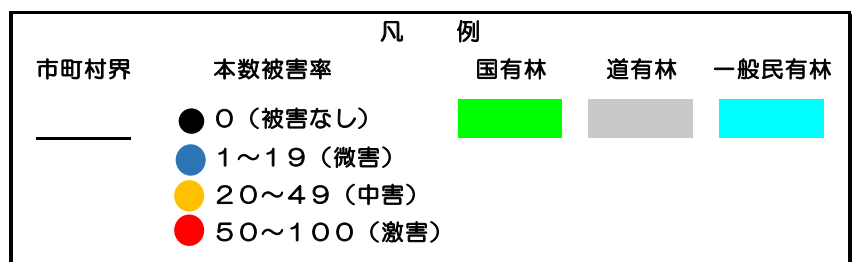 凡　例
市町村界　本数被害率　国有林　道有林　一般民有林
０（被害なし）
１～１９（微害）
２０～４９（中害）
５０～１００（激害）